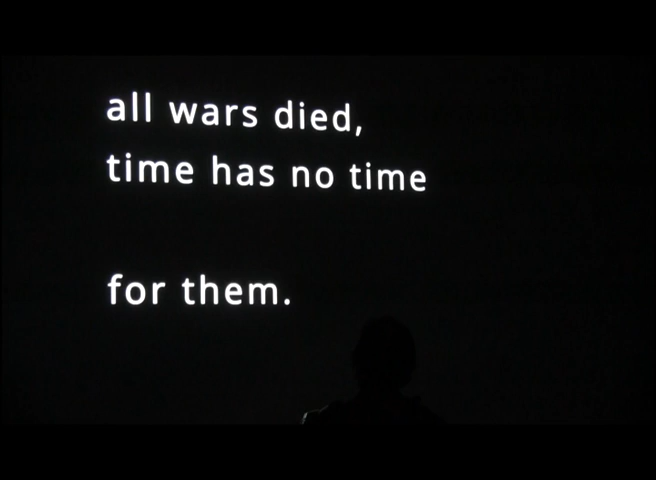 all wars died,
time has no time
for them.